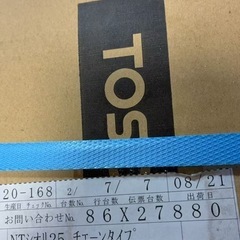 TOS
20-168 2/ 7/ 7 08/21
生産日 チェックNo. 台数No. 行台数 伝票台数 出荷日
お問い合わせNo. 86X27880
NTシナル25 チェーンタイプ